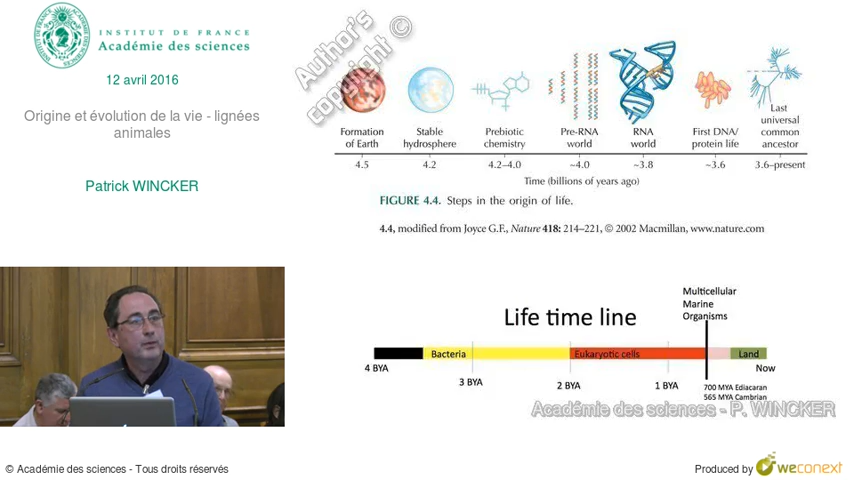 INSTITUT DE FRANCE
Académie des sciences
12 avril 2016
Origine et évolution de la vie - lignées
animales
Patrick WINCKER
Author's
copyright ©
Formation
of Earth
Stable
hydrosphere
Prebiotic
chemistry
Pre-RNA
world
RNA
world
First DNA/
protein life
Last
universal
common
ancestor
4.5
4.2
4.2–4.0
~4.0
~3.8
~3.6
3.6–present
Time (billions of years ago)
FIGURE 4.4. Steps in the origin of life.
4.4, modified from Joyce G.F., Nature 418: 214–221, © 2002 Macmillan, www.nature.com
Life time line
Multicellular
Marine
Organisms
Bacteria
Eukaryotic cells
Land
4 BYA
3 BYA
2 BYA
1 BYA
Now
700 MYA Ediacaran
565 MYA Cambrian
Académie des sciences - P. WINCKER
© Académie des sciences - Tous droits réservés
Produced by weconext